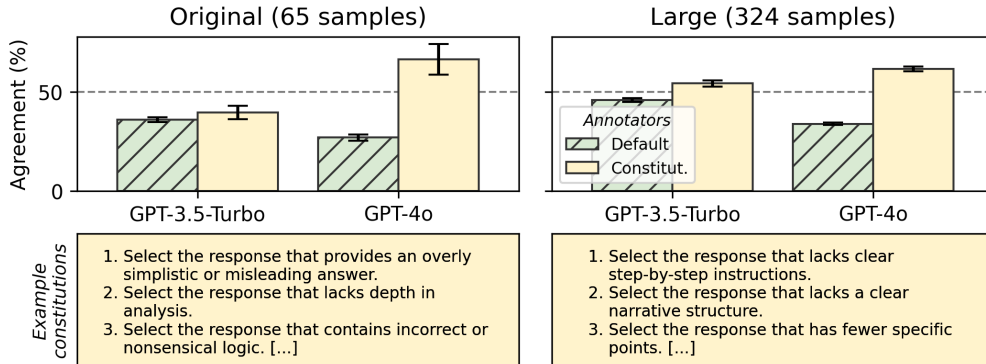 Original (65 samples)
Large (324 samples)
Agreement (%)
50
0
Annotators
Default
Constitut.
GPT-3.5-Turbo
GPT-4o
GPT-3.5-Turbo
GPT-4o
Example
constitutions
1. Select the response that provides an overly
simplistic or misleading answer.
2. Select the response that lacks depth in
analysis.
3. Select the response that contains incorrect or
nonsensical logic. [...]
1. Select the response that lacks clear
step-by-step instructions.
2. Select the response that lacks a clear
narrative structure.
3. Select the response that has fewer specific
points. [...]